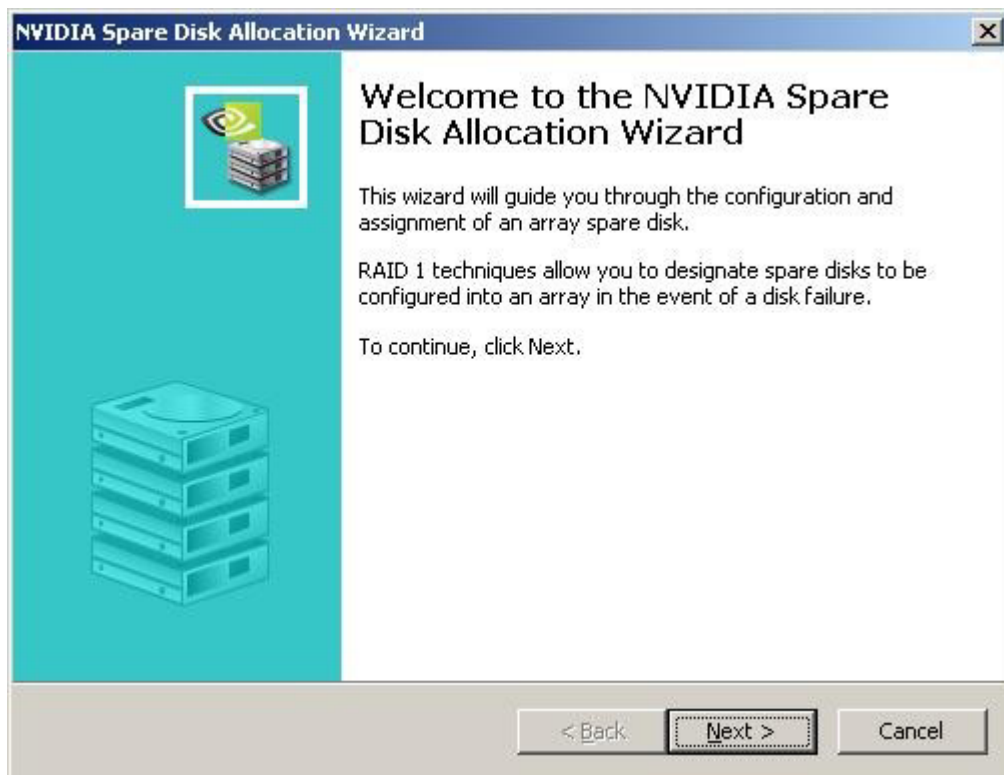 NVIDIA Spare Disk Allocation Wizard
Welcome to the NVIDIA Spare
Disk Allocation Wizard
This wizard will guide you through the configuration and
assignment of an array spare disk.
RAID 1 techniques allow you to designate spare disks to be
configured into an array in the event of a disk failure.
To continue, click Next.
< Back
Next >
Cancel